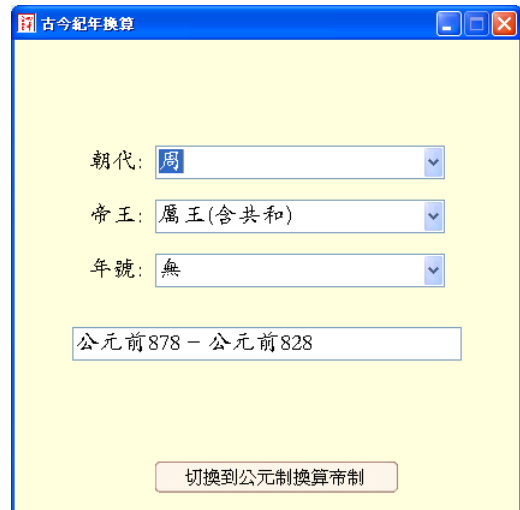 古今紀年換算
朝代: 周
帝王: 厲王(含共和)
年號: 無
公元前878 - 公元前828
切換到公元制換算帝制